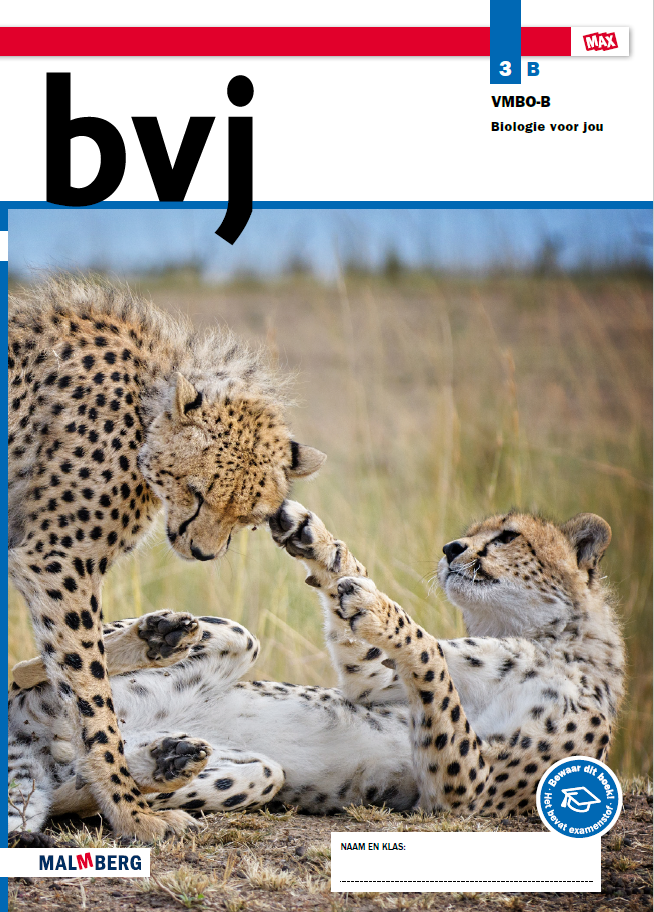 MAX
3 B
VMBO-B
Biologie voor jou
bvj
Bewaar dit boek!
Het bevat examenstof.
NAAM EN KLAS:
MALMBERG